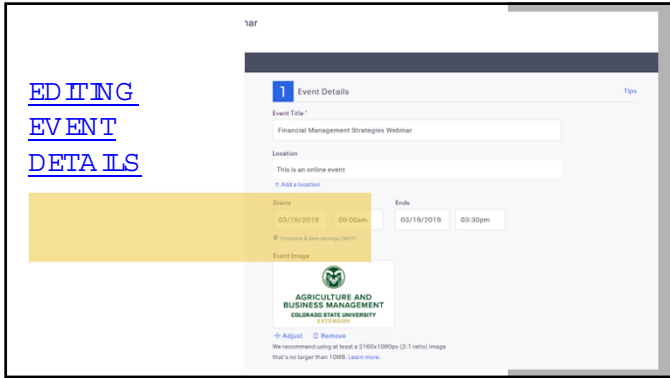 nar
EDITING
EVENT
DETAILS
1 Event Details
Tips
Event Title *
Financial Management Strategies Webinar
Location
This is an online event
Add a location
Starts
Ends
03/19/2019 09:00am 03/19/2019 03:30pm
Timezone & date settings (MST)
Event Image
AGRICULTURE AND
BUSINESS MANAGEMENT
COLORADO STATE UNIVERSITY
EXTENSION
Adjust Remove
We recommend using at least a 2160x1080px (2:1 ratio) image
that's no larger than 10MB. Learn more.